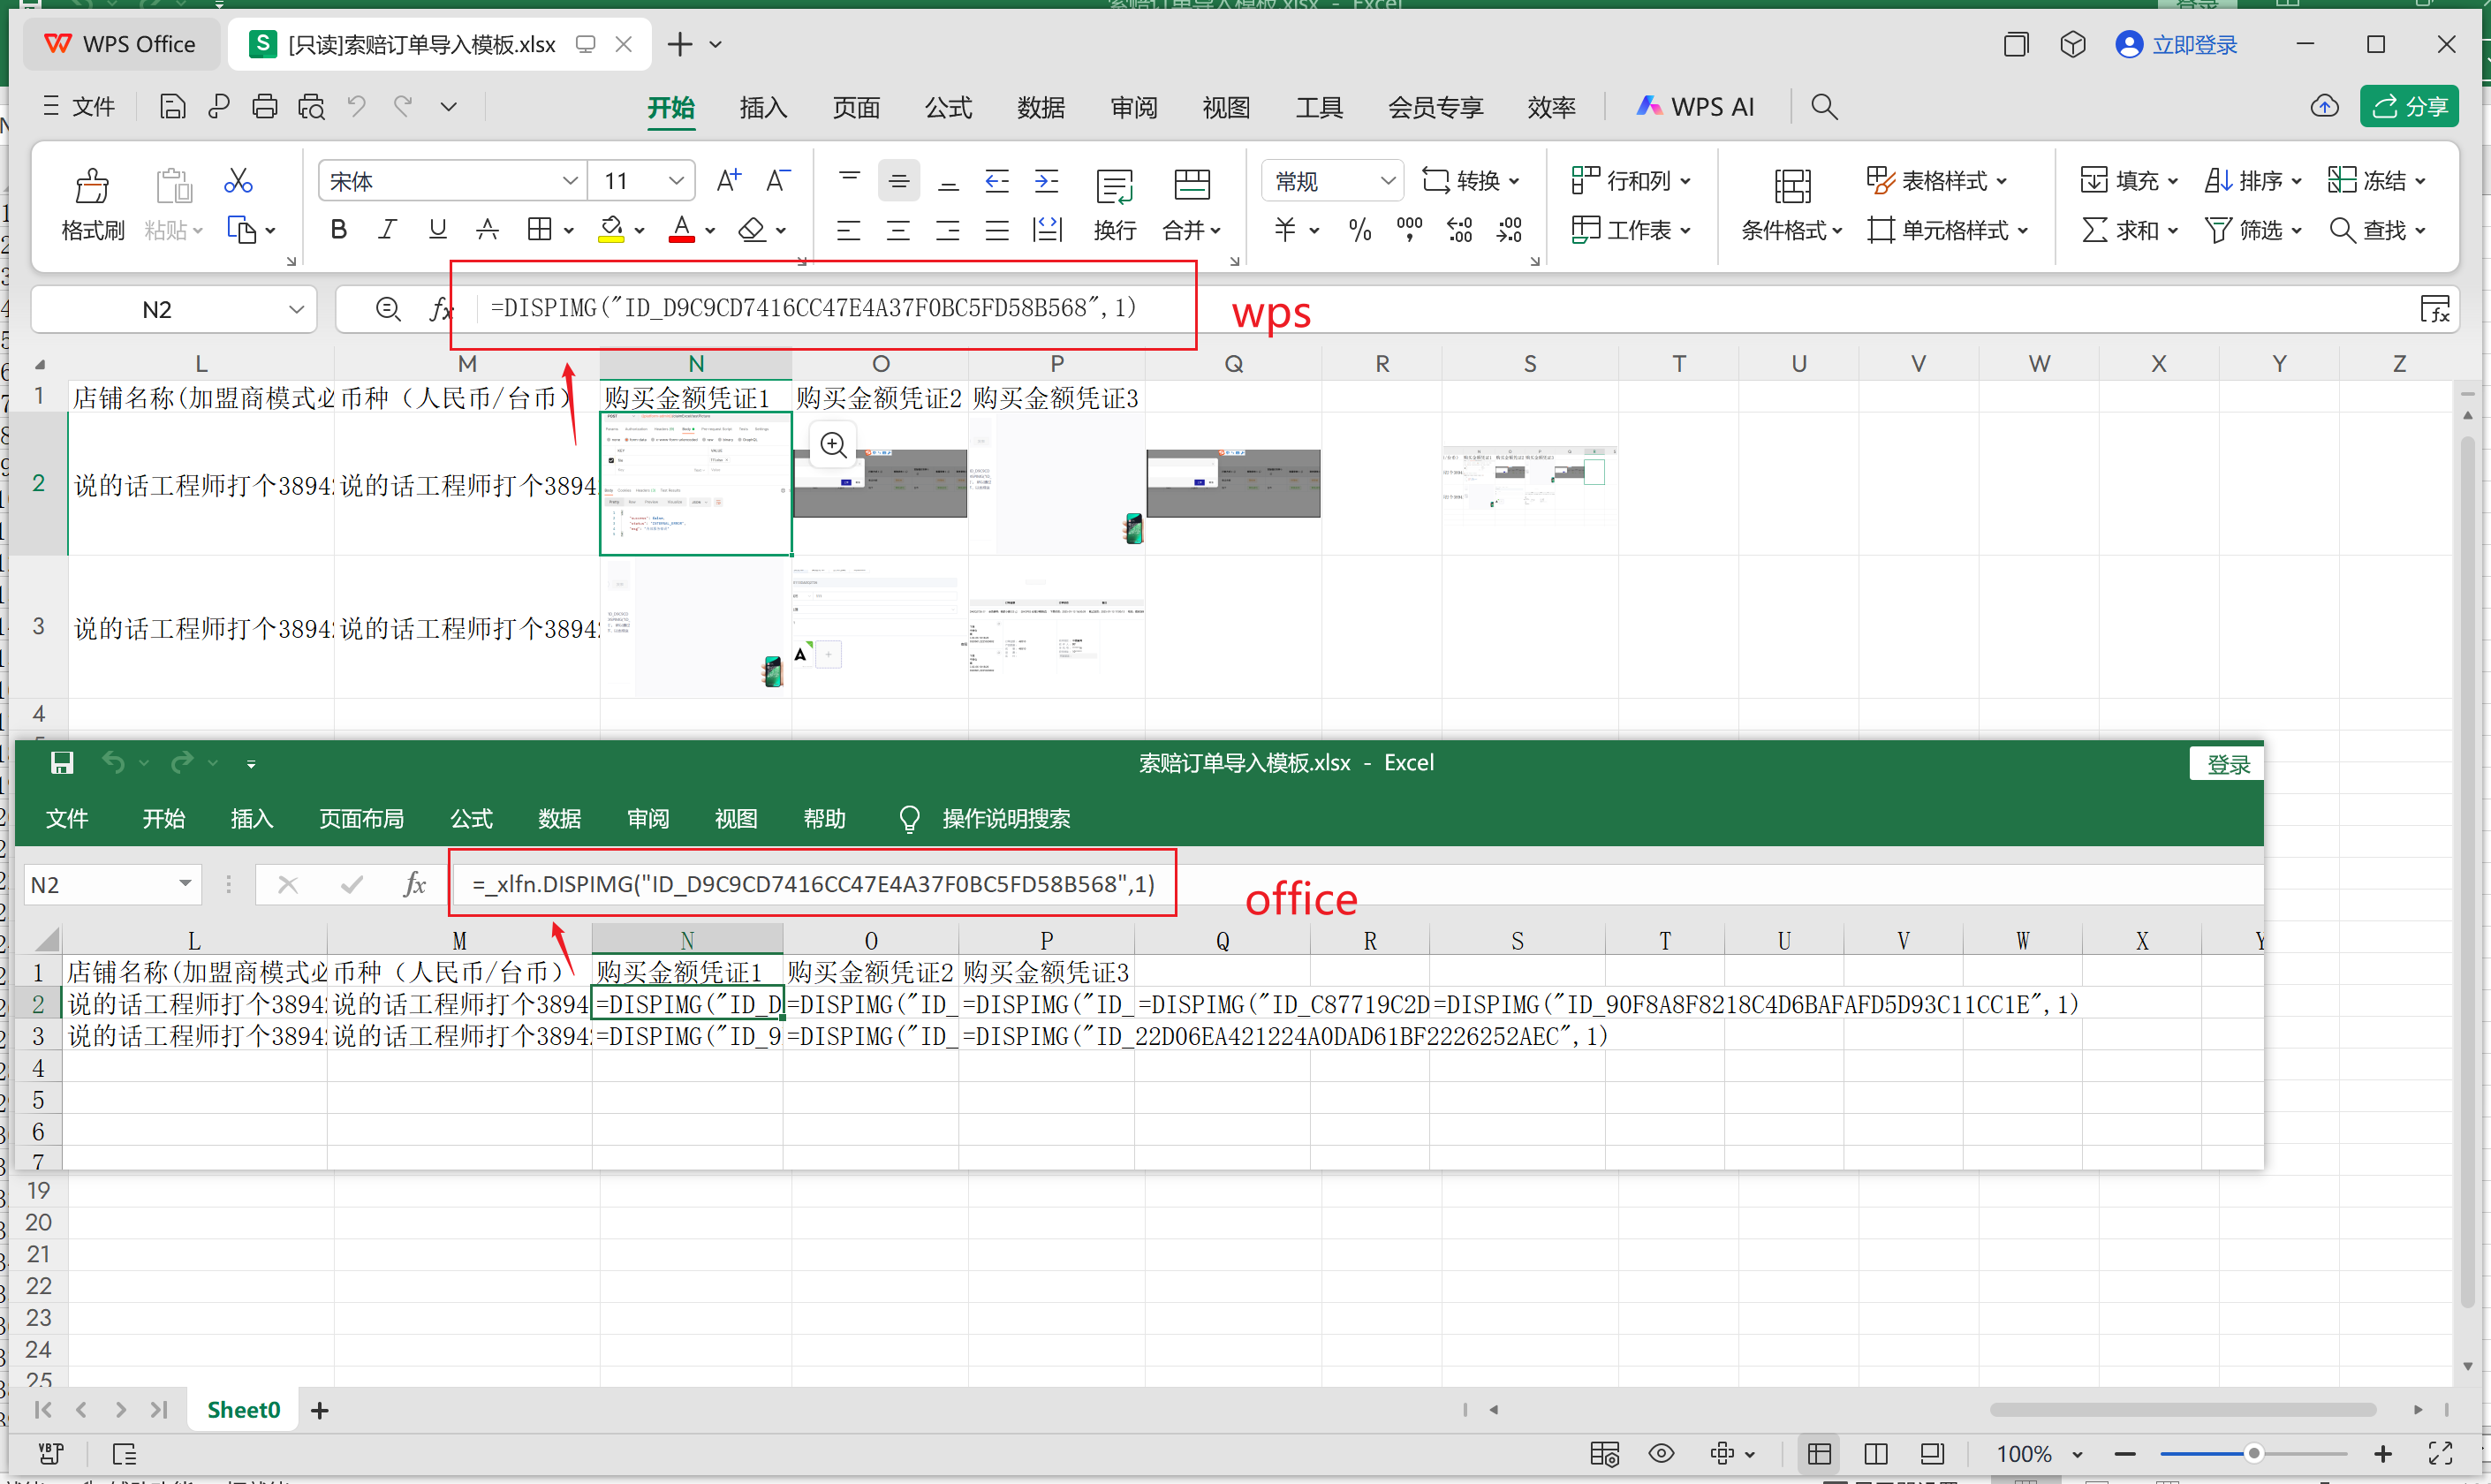 索赔订单导入模板.xlsx - Excel
WPS Office
[只读]索赔订单导入模板.xlsx
立即登录
文件
开始 插入 页面 公式 数据 审阅 视图 工具 会员专享 效率 WPS AI
分享
宋体 11
常规 转换 行和列 表格样式 填充 排序 冻结
格式刷 粘贴 换行 合并 工作表 条件格式 单元格样式 求和 筛选 查找
N2 fx =DISPIMG("ID_D9C9CD7416CC47E4A37F0BC5FD58B568",1)
wps
L M N O P Q R S T U V W X Y Z
1 店铺名称(加盟商模式必 币种（人民币/台币） 购买金额凭证1 购买金额凭证2 购买金额凭证3
2 说的话工程师打个3894 说的话工程师打个3894
3 说的话工程师打个3894 说的话工程师打个3894
4
索赔订单导入模板.xlsx - Excel
登录
文件 开始 插入 页面布局 公式 数据 审阅 视图 帮助 操作说明搜索
N2 fx =_xlfn.DISPIMG("ID_D9C9CD7416CC47E4A37F0BC5FD58B568",1)
office
L M N O P Q R S T U V W X Y
1 店铺名称(加盟商模式必 币种（人民币/台币） 购买金额凭证1 购买金额凭证2 购买金额凭证3
2 说的话工程师打个3894 说的话工程师打个3894 =DISPIMG("ID_D =DISPIMG("ID_ =DISPIMG("ID_ =DISPIMG("ID_C87719C2D =DISPIMG("ID_90F8A8F8218C4D6BAFAFD5D93C11CC1E",1)
3 说的话工程师打个3894 说的话工程师打个3894 =DISPIMG("ID_9 =DISPIMG("ID_ =DISPIMG("ID_22D06EA421224A0DAD61BF2226252AEC",1)
4
5
6
7
19
20
21
22
23
24
25
Sheet0
100%